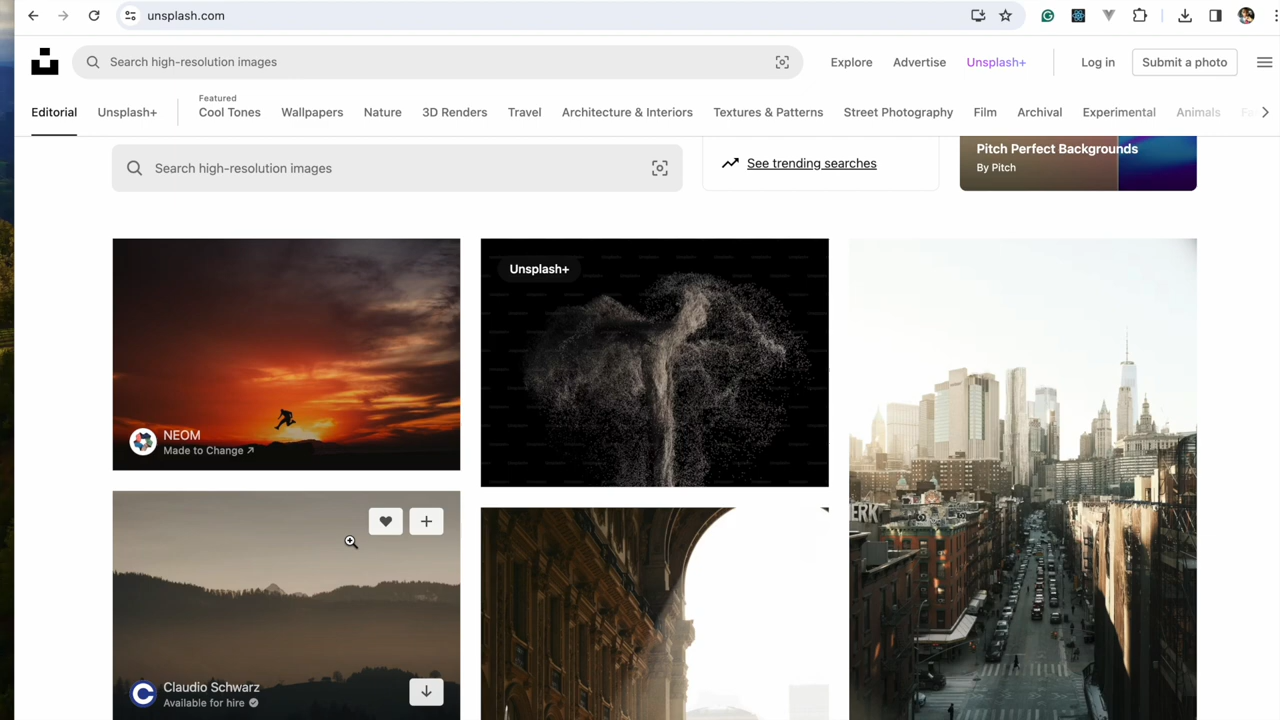 unsplash.com
Search high-resolution images
Explore
Advertise
Unsplash+
Log in
Submit a photo
Editorial
Unsplash+
Featured
Cool Tones
Wallpapers
Nature
3D Renders
Travel
Architecture & Interiors
Textures & Patterns
Street Photography
Film
Archival
Experimental
Animals
Search high-resolution images
See trending searches
Pitch Perfect Backgrounds
By Pitch
NEOM
Made to Change ↗
Unsplash+
Claudio Schwarz
Available for hire